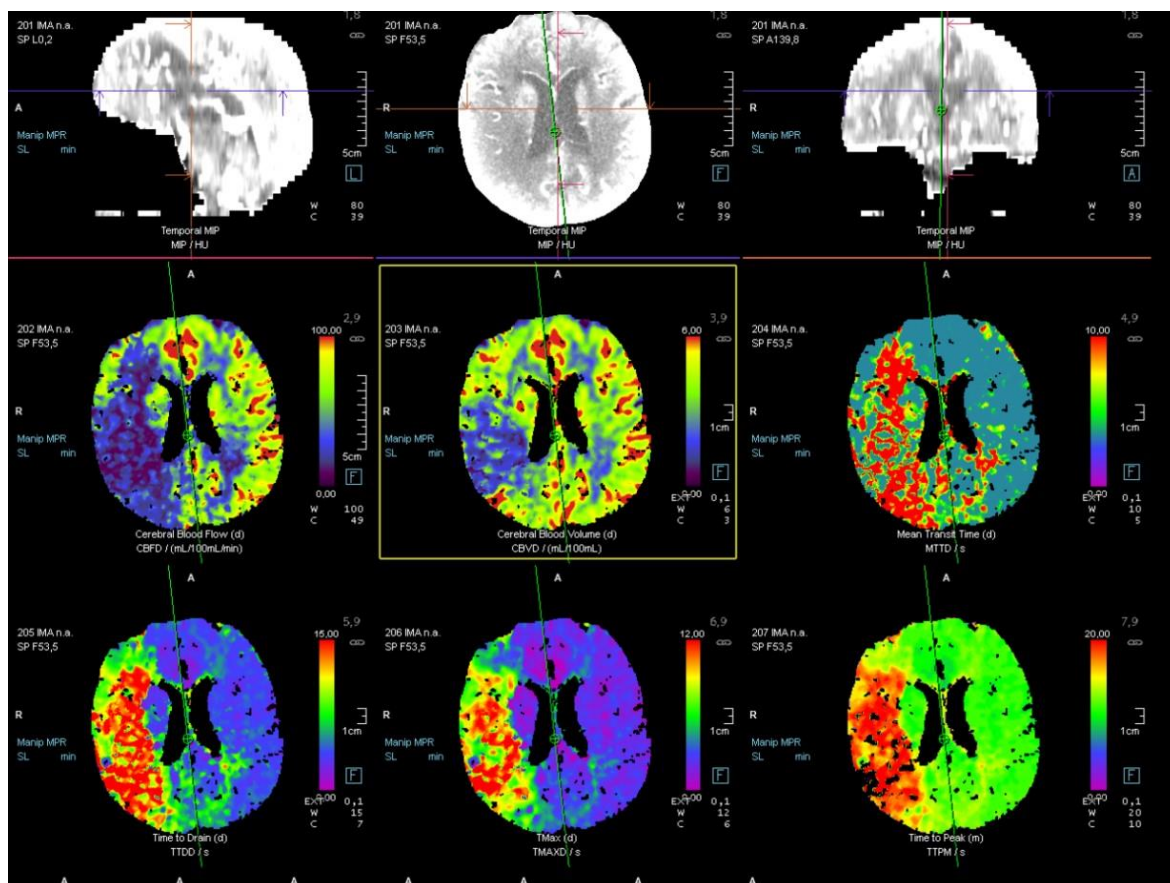 201 IMA n.a.
SP L0,2
1,8
A
Manip MPR
SL min
5cm
L
W 80
C 39
Temporal MIP
MIP / HU
201 IMA n.a.
SP F53,5
1,8
R
Manip MPR
SL min
5cm
F
W 80
C 39
Temporal MIP
MIP / HU
201 IMA n.a.
SP A139,8
1,8
R
Manip MPR
SL min
5cm
A
W 80
C 39
Temporal MIP
MIP / HU
A
202 IMA n.a.
SP F53,5
2,9
100,00
R
Manip MPR
SL min
5cm
F
0,00
W 100
C 49
Cerebral Blood Flow (d)
CBFD / (mL/100mL/min)
A
203 IMA n.a.
SP F53,5
3,9
6,00
R
Manip MPR
SL min
1cm
F
0,00
EXT 0,1
W 6
C 3
Cerebral Blood Volume (d)
CBVD / (mL/100mL)
A
204 IMA n.a.
SP F53,5
4,9
10,00
R
Manip MPR
SL min
1cm
F
0,00
EXT 0,1
W 10
C 5
Mean Transit Time (d)
MTTD / s
A
205 IMA n.a.
SP F53,5
5,9
15,00
R
Manip MPR
SL min
1cm
F
0,00
EXT 0,1
W 15
C 7
Time to Drain (d)
TTDD / s
A
206 IMA n.a.
SP F53,5
6,9
12,00
R
Manip MPR
SL min
1cm
F
0,00
EXT 0,1
W 12
C 6
TMax (d)
TMAXD / s
A
207 IMA n.a.
SP F53,5
7,9
20,00
R
Manip MPR
SL min
1cm
F
0,00
EXT 0,1
W 20
C 10
Time to Peak (m)
TTPM / s
A A A A A A A